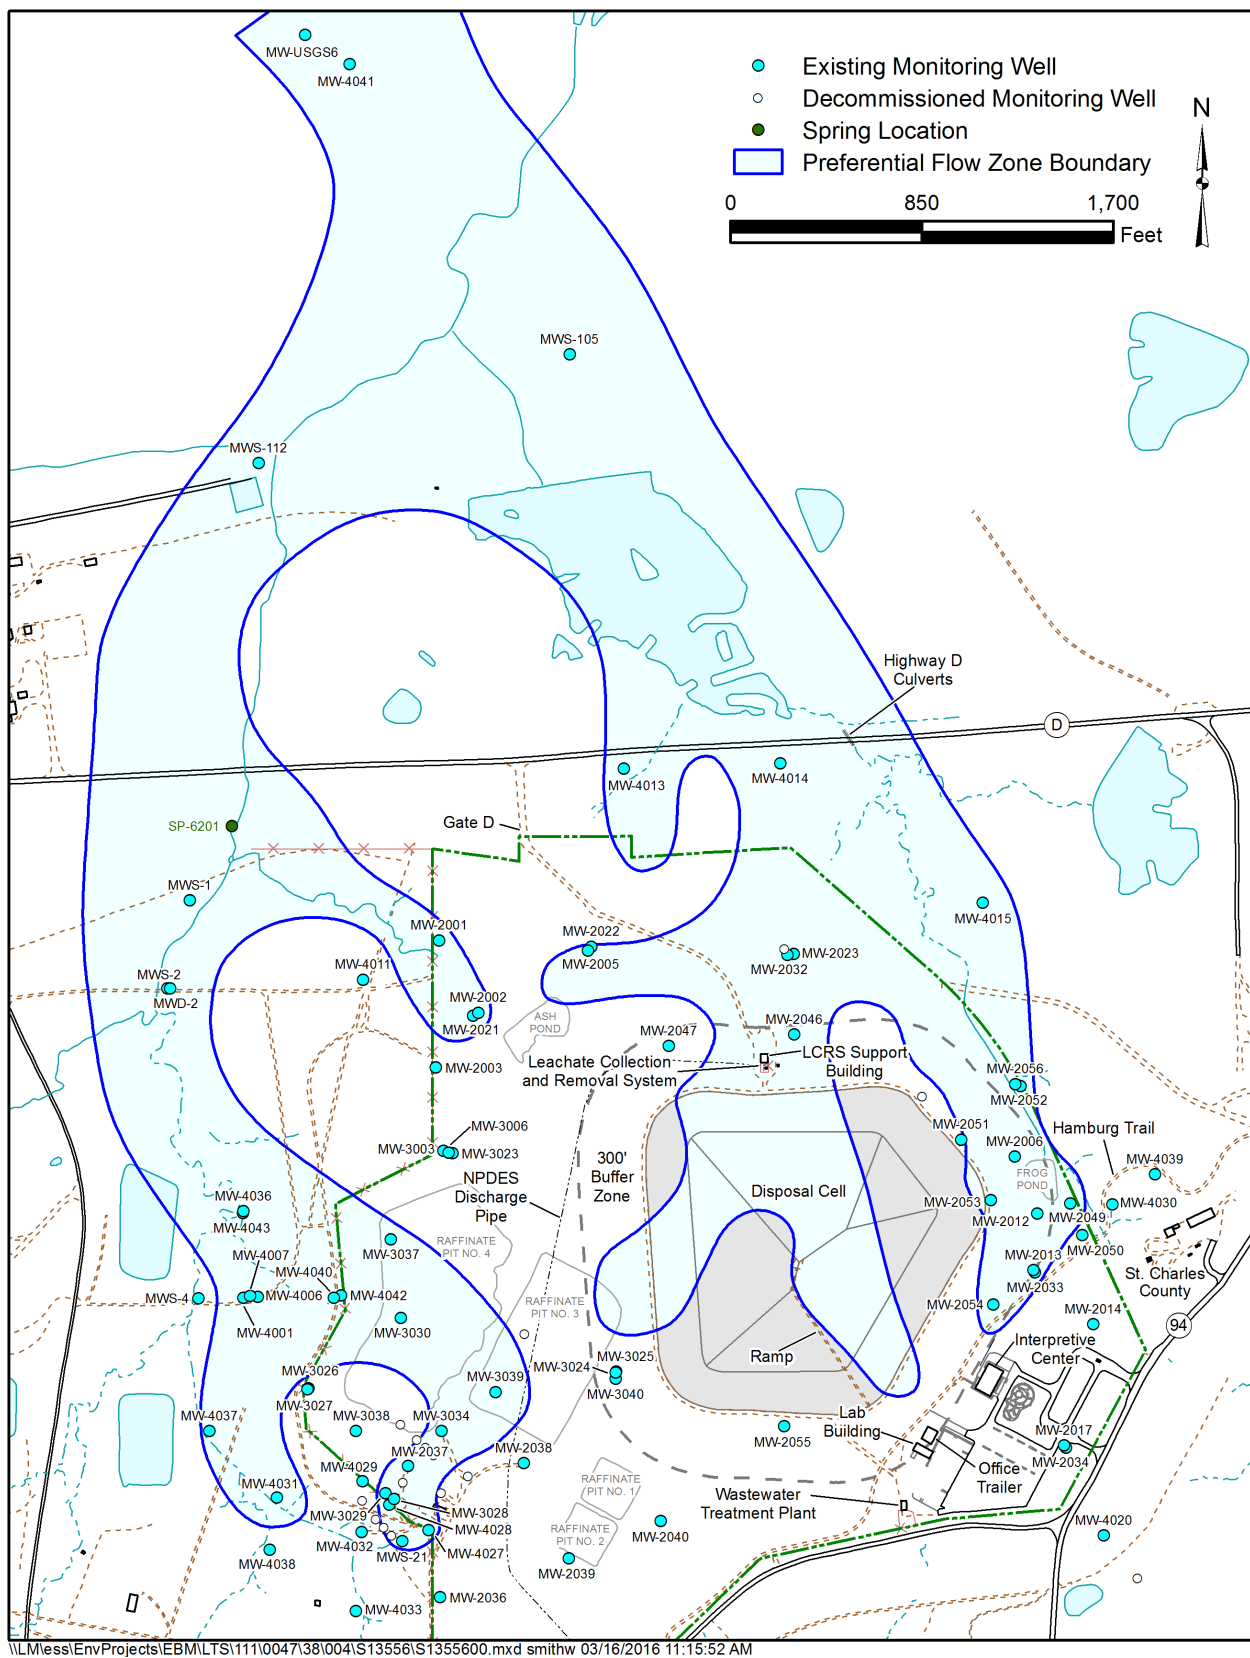 MW-USGS6
MW-4041
Existing Monitoring Well
Decommissioned Monitoring Well
Spring Location
Preferential Flow Zone Boundary
N
0
850
1,700
Feet
MWS-105
MWS-112
Highway D
Culverts
D
MW-4013
MW-4014
SP-6201
Gate D
MWS-1
MW-4015
MW-2001
MW-2022
MW-2005
MW-2023
MW-2032
MWS-2
MWD-2
MW-4011
MW-2002
MW-2021
ASH
POND
MW-2047
MW-2046
LCRS Support
Building
Leachate Collection
and Removal System
MW-2003
MW-2056
MW-2052
MW-3006
MW-3003
MW-3023
MW-2051
MW-2006
Hamburg Trail
MW-4039
300'
Buffer
Zone
NPDES
Discharge
Pipe
Disposal Cell
FROG
POND
MW-4036
MW-4043
MW-2053
MW-2012
MW-2049
MW-4030
MW-3037
RAFFINATE
PIT NO. 4
MW-2050
MW-4007
MW-4040
MW-2013
MW-2033
St. Charles
County
MWS-4
MW-4006
MW-4042
MW-4001
RAFFINATE
PIT NO. 3
MW-2054
MW-2014
94
MW-3030
Ramp
Interpretive
Center
MW-3026
MW-3027
MW-3039
MW-3024
MW-3025
MW-3040
MW-4037
MW-3038
MW-3034
MW-2055
Lab
Building
MW-2017
MW-2034
MW-2037
MW-2038
MW-4029
MW-4031
RAFFINATE
PIT NO. 1
Office
Trailer
Wastewater
Treatment Plant
MW-3029
MW-3028
MW-4028
MW-4032
MWS-21
MW-4027
RAFFINATE
PIT NO. 2
MW-2040
MW-4020
MW-4038
MW-2039
MW-2036
MW-4033
\\LM\ess\EnvProjects\EBM\LTS\111\0047\38\004\S13556\S1355600.mxd smithw 03/16/2016 11:15:52 AM